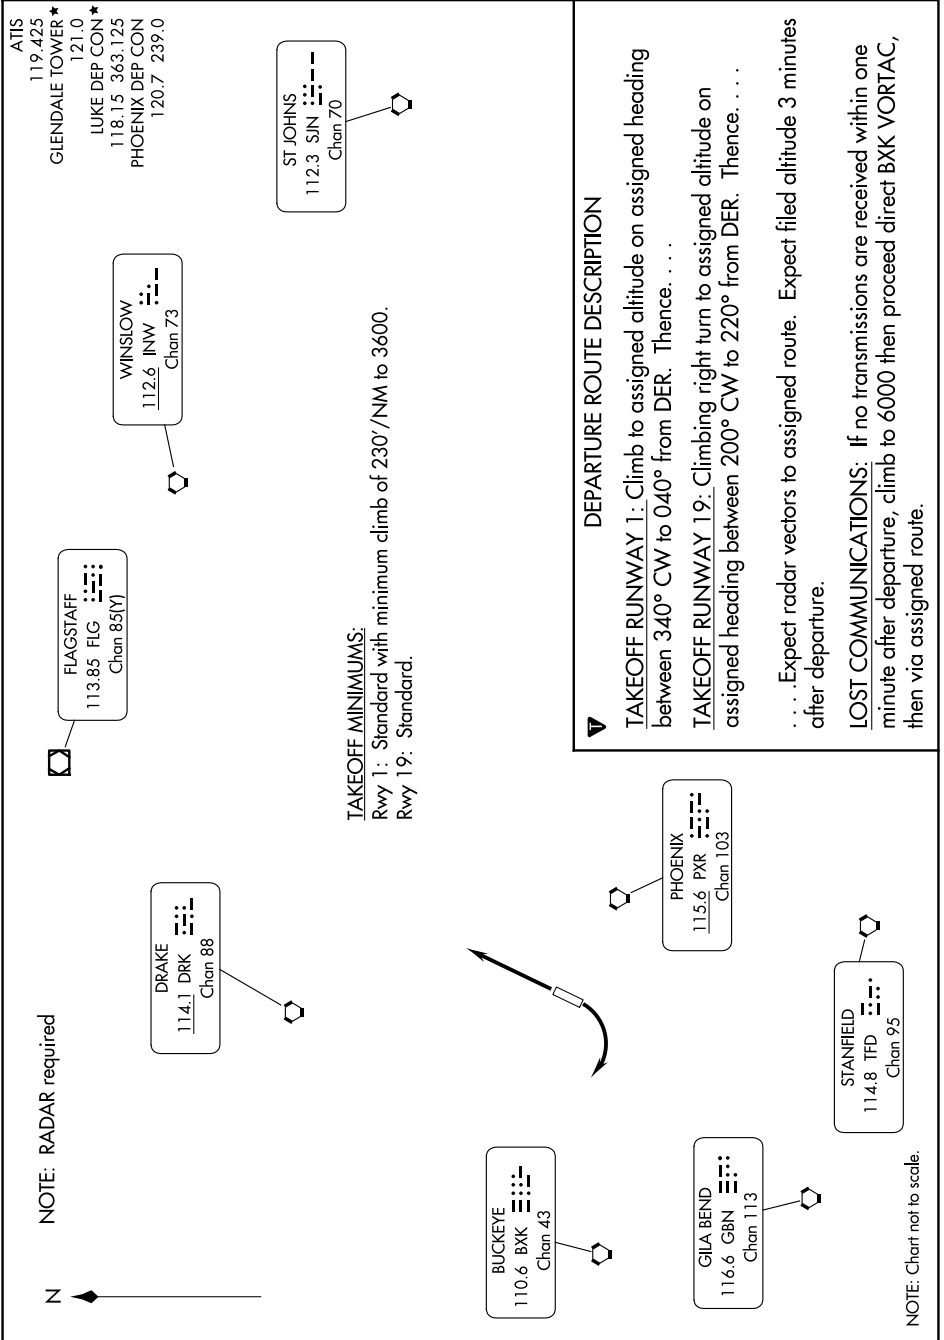 NOTE: RADAR required
N
ATIS
119.425
GLENDALE TOWER★
121.0
LUKE DEP CON★
118.15 363.125
PHOENIX DEP CON
120.7 239.0
FLAGSTAFF
113.85 FLG
Chan 85(Y)
WINSLOW
112.6 INW
Chan 73
DRAKE
114.1 DRK
Chan 88
ST JOHNS
112.3 SJN
Chan 70
TAKEOFF MINIMUMS:
Rwy 1: Standard with minimum climb of 230'/NM to 3600.
Rwy 19: Standard.
BUCKEYE
110.6 BXK
Chan 43
PHOENIX
115.6 PXR
Chan 103
GILA BEND
116.6 GBN
Chan 113
STANFIELD
114.8 TFD
Chan 95
NOTE: Chart not to scale.
T
DEPARTURE ROUTE DESCRIPTION
TAKEOFF RUNWAY 1: Climb to assigned altitude on assigned heading
between 340° CW to 040° from DER. Thence. . . .
TAKEOFF RUNWAY 19: Climbing right turn to assigned altitude on
assigned heading between 200° CW to 220° from DER. Thence. . . .
. . . .Expect radar vectors to assigned route. Expect filed altitude 3 minutes
after departure.
LOST COMMUNICATIONS: If no transmissions are received within one
minute after departure, climb to 6000 then proceed direct BXK VORTAC,
then via assigned route.